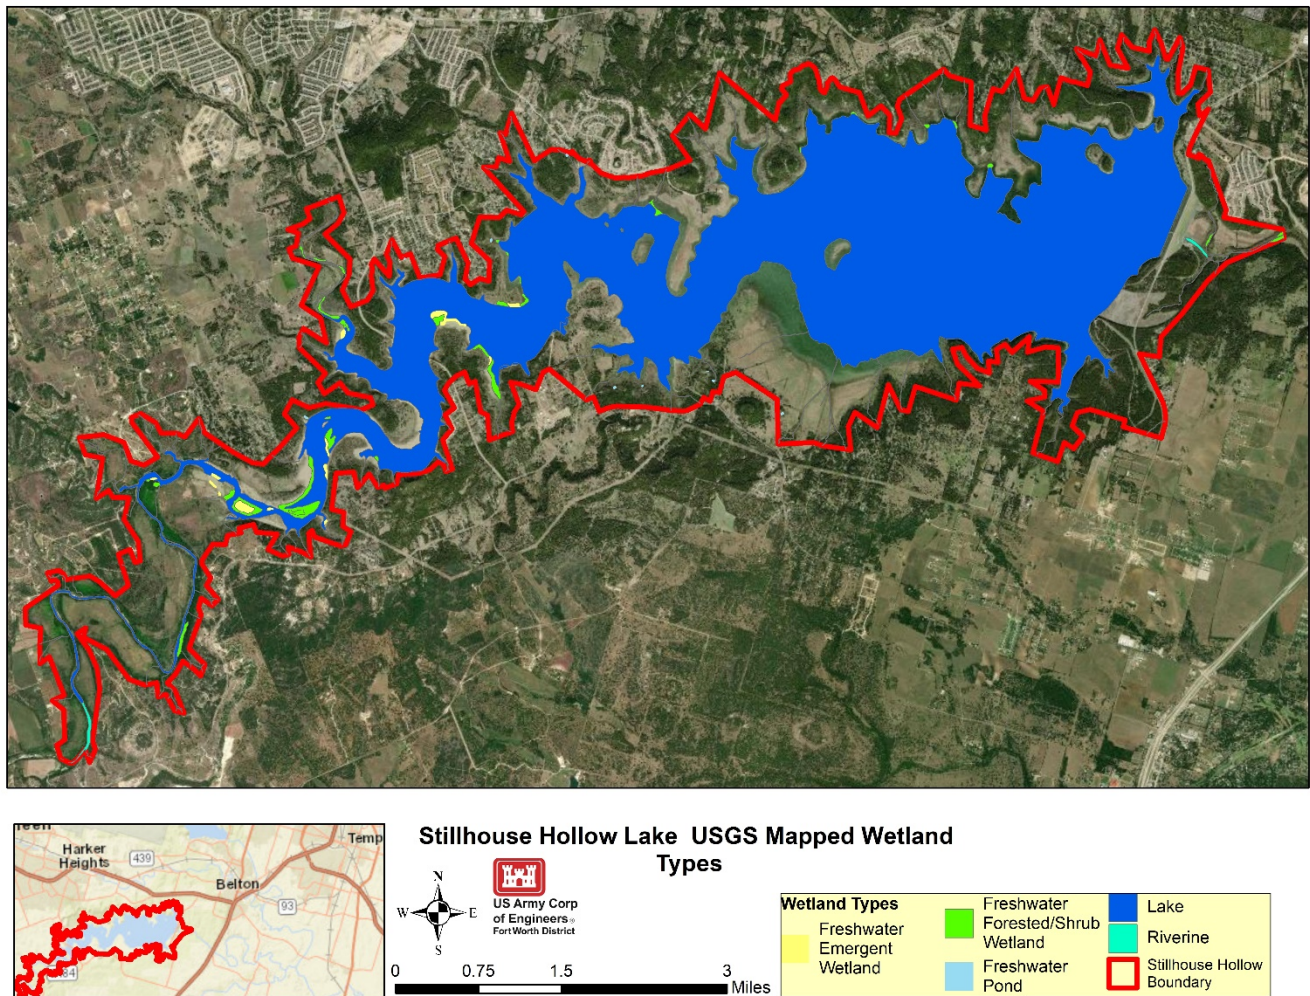 Stillhouse Hollow Lake USGS Mapped Wetland
Types
Temp
Harker
Heights
439
Belton
93
N
W
E
S
US Army Corp
of Engineers®
FortWorth District
0
0.75
1.5
3
Miles
Wetland Types
Freshwater
Emergent
Wetland
Freshwater
Forested/Shrub
Wetland
Freshwater
Pond
Lake
Riverine
Stillhouse Hollow
Boundary